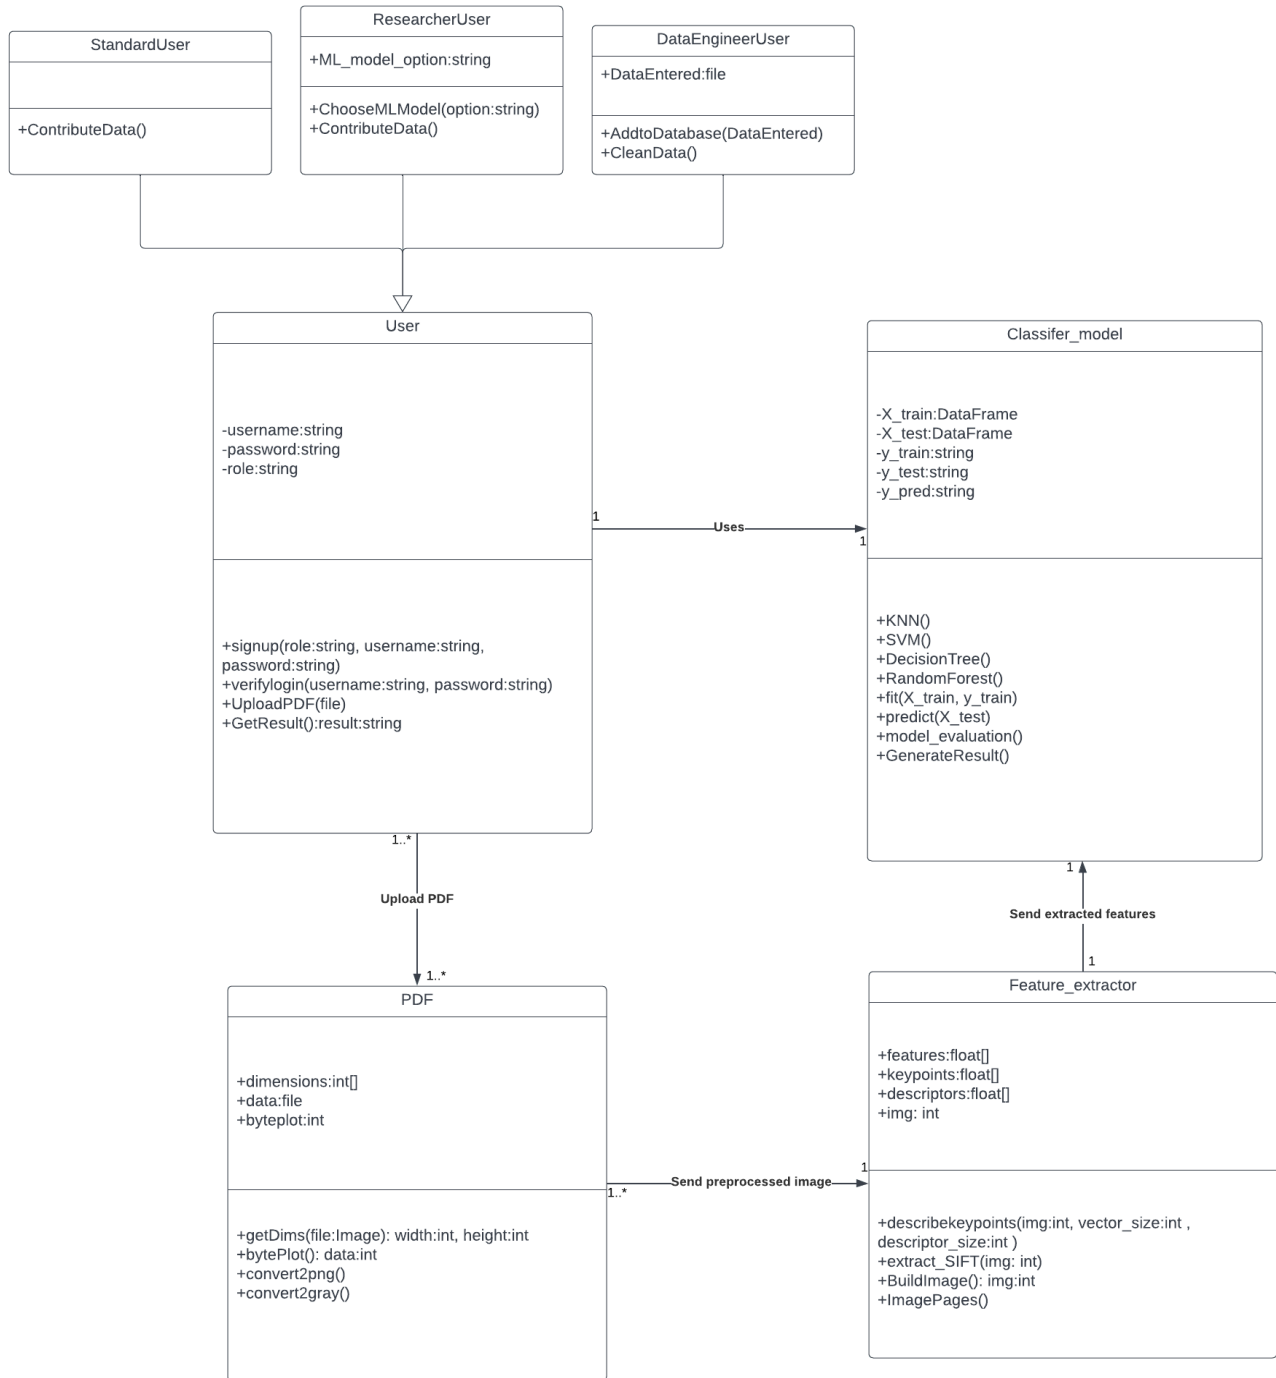 StandardUser
+ContributeData()
ResearcherUser
+ML_model_option:string
+ChooseMLModel(option:string)
+ContributeData()
DataEngineerUser
+DataEntered:file
+AddtoDatabase(DataEntered)
+CleanData()
User
-username:string
-password:string
-role:string
+signup(role:string, username:string,
password:string)
+verifylogin(username:string, password:string)
+UploadPDF(file)
+GetResult():result:string
1
Uses
1
Classifer_model
-X_train:DataFrame
-X_test:DataFrame
-y_train:string
-y_test:string
-y_pred:string
+KNN()
+SVM()
+DecisionTree()
+RandomForest()
+fit(X_train, y_train)
+predict(X_test)
+model_evaluation()
+GenerateResult()
1..*
Upload PDF
1..*
1
Send extracted features
1
PDF
+dimensions:int[]
+data:file
+byteplot:int
+getDims(file:Image): width:int, height:int
+bytePlot(): data:int
+convert2png()
+convert2gray()
1..*
Send preprocessed image
1
Feature_extractor
+features:float[]
+keypoints:float[]
+descriptors:float[]
+img: int
+describekeypoints(img:int, vector_size:int ,
descriptor_size:int )
+extract_SIFT(img: int)
+BuildImage(): img:int
+ImagePages()